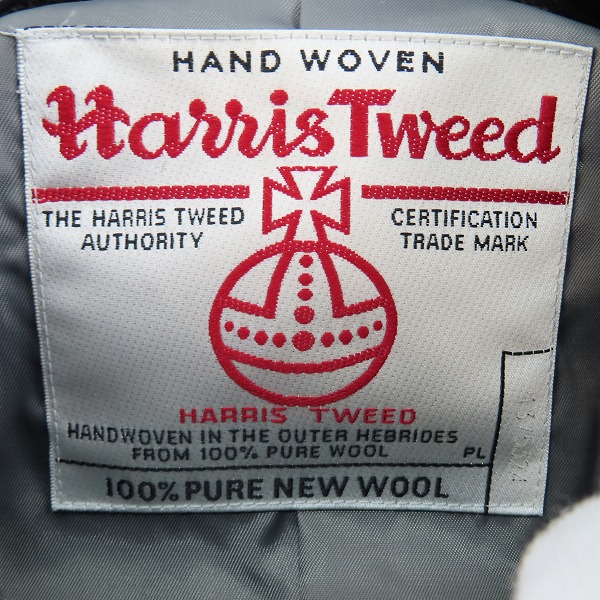 HAND WOVEN
Harris Tweed
THE HARRIS TWEED
AUTHORITY
CERTIFICATION
TRADE MARK
HARRIS TWEED
HANDWOVEN IN THE OUTER HEBRIDES
FROM 100% PURE WOOL
PL
100% PURE NEW WOOL